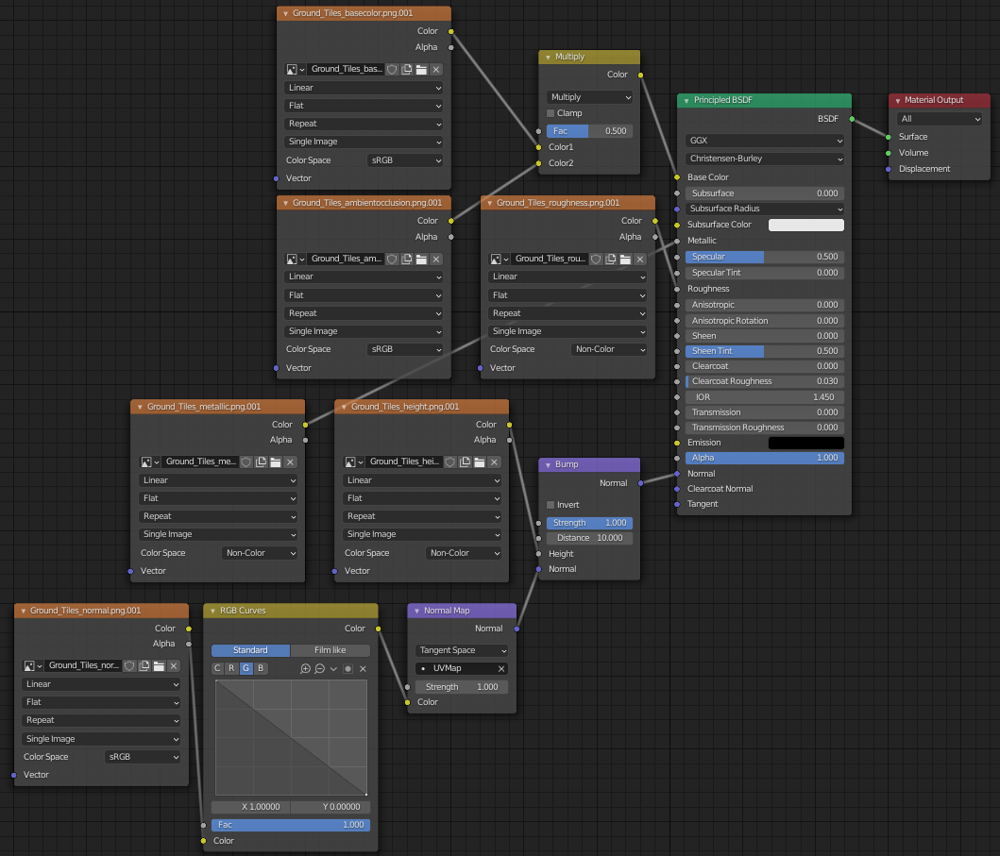 Ground_Tiles_basecolor.png.001
Color
Alpha
Ground_Tiles_bas...
Linear
Flat
Repeat
Single Image
Color Space sRGB
Vector
Multiply
Color
Multiply
Clamp
Fac 0.500
Color1
Color2
Principled BSDF
BSDF
GGX
Christensen-Burley
Base Color
Subsurface 0.000
Subsurface Radius
Subsurface Color
Metallic
Specular 0.500
Specular Tint 0.000
Roughness
Anisotropic 0.000
Anisotropic Rotation 0.000
Sheen 0.000
Sheen Tint 0.500
Clearcoat 0.000
Clearcoat Roughness 0.030
IOR 1.450
Transmission 0.000
Transmission Roughness 0.000
Emission
Alpha 1.000
Normal
Clearcoat Normal
Tangent
Material Output
All
Surface
Volume
Displacement
Ground_Tiles_ambientocclusion.png.001
Color
Alpha
Ground_Tiles_am...
Linear
Flat
Repeat
Single Image
Color Space sRGB
Vector
Ground_Tiles_roughness.png.001
Color
Alpha
Ground_Tiles_rou...
Linear
Flat
Repeat
Single Image
Color Space Non-Color
Vector
Ground_Tiles_metallic.png.001
Color
Alpha
Ground_Tiles_me...
Linear
Flat
Repeat
Single Image
Color Space Non-Color
Vector
Ground_Tiles_height.png.001
Color
Alpha
Ground_Tiles_hei...
Linear
Flat
Repeat
Single Image
Color Space Non-Color
Vector
Bump
Normal
Invert
Strength 1.000
Distance 10.000
Height
Normal
Ground_Tiles_normal.png.001
Color
Alpha
Ground_Tiles_nor...
Linear
Flat
Repeat
Single Image
Color Space sRGB
Vector
RGB Curves
Color
Standard Film like
C R G B
X 1.00000 Y 0.00000
Fac 1.000
Color
Normal Map
Normal
Tangent Space
UVMap
Strength 1.000
Color